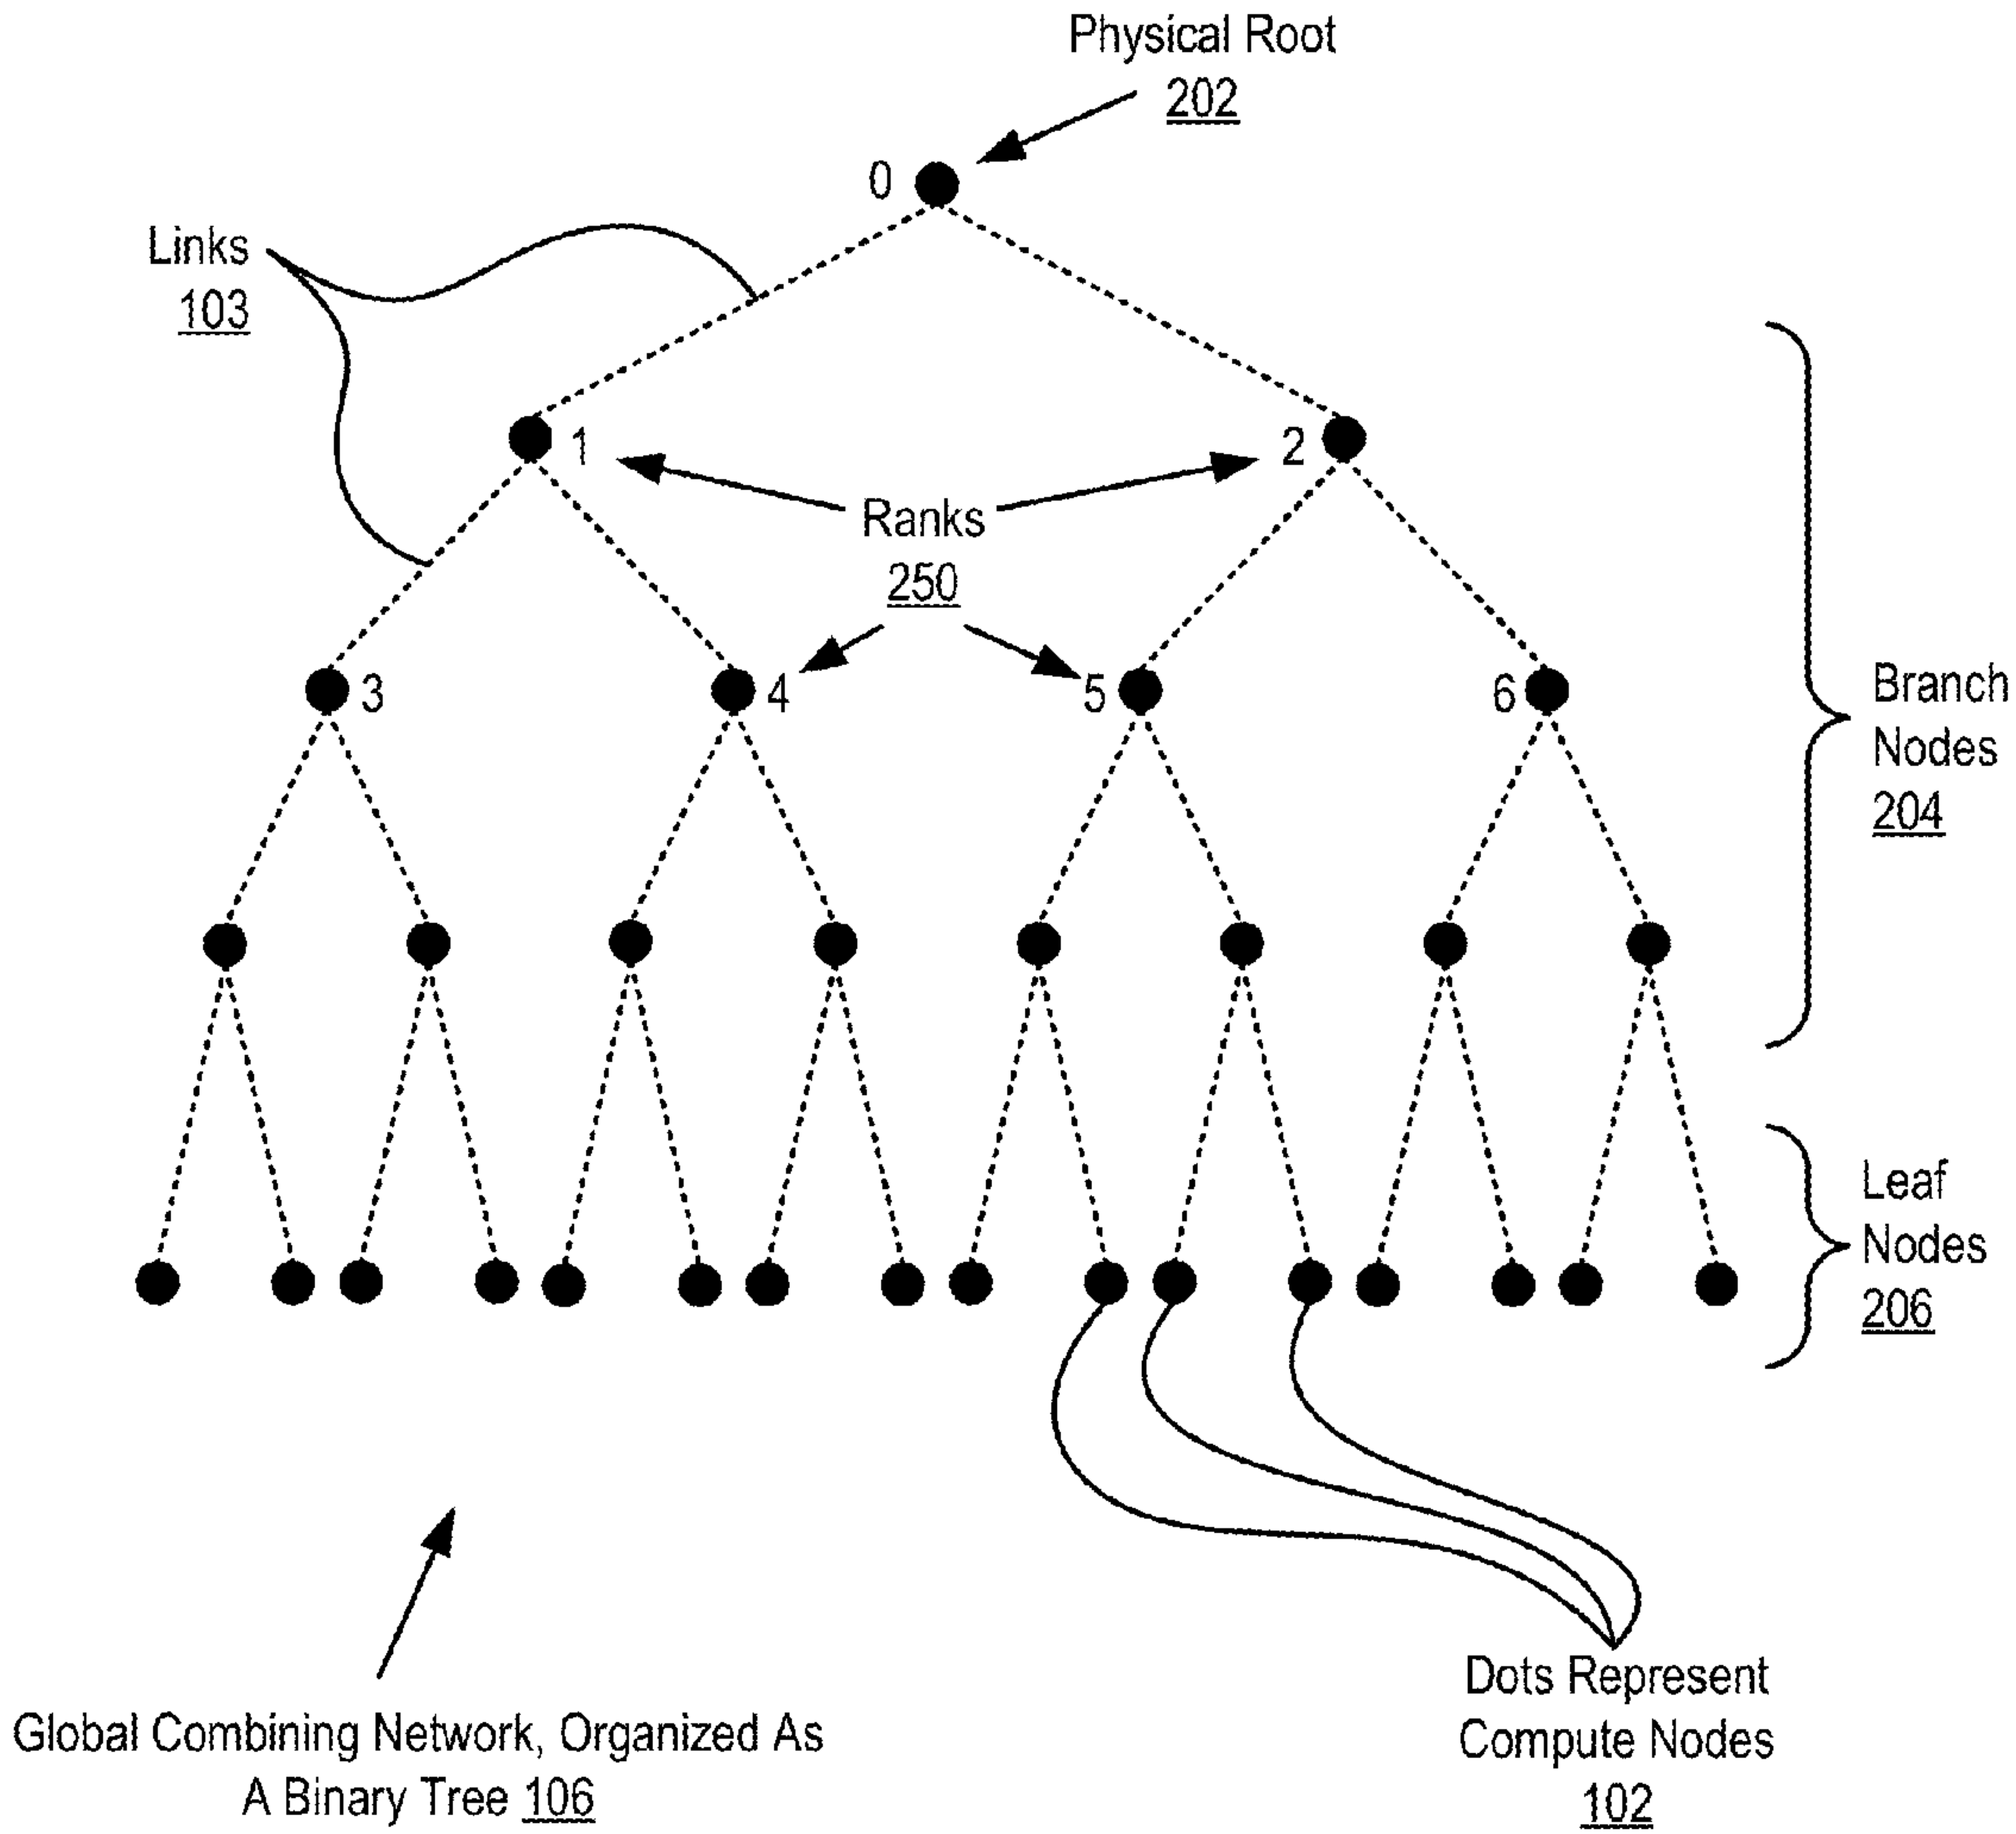 Physical Root
202
0
Links
103
1
2
Ranks
250
3
4
5
6
Branch
Nodes
204
Leaf
Nodes
206
Dots Represent
Compute Nodes
102
Global Combining Network, Organized As
A Binary Tree 106